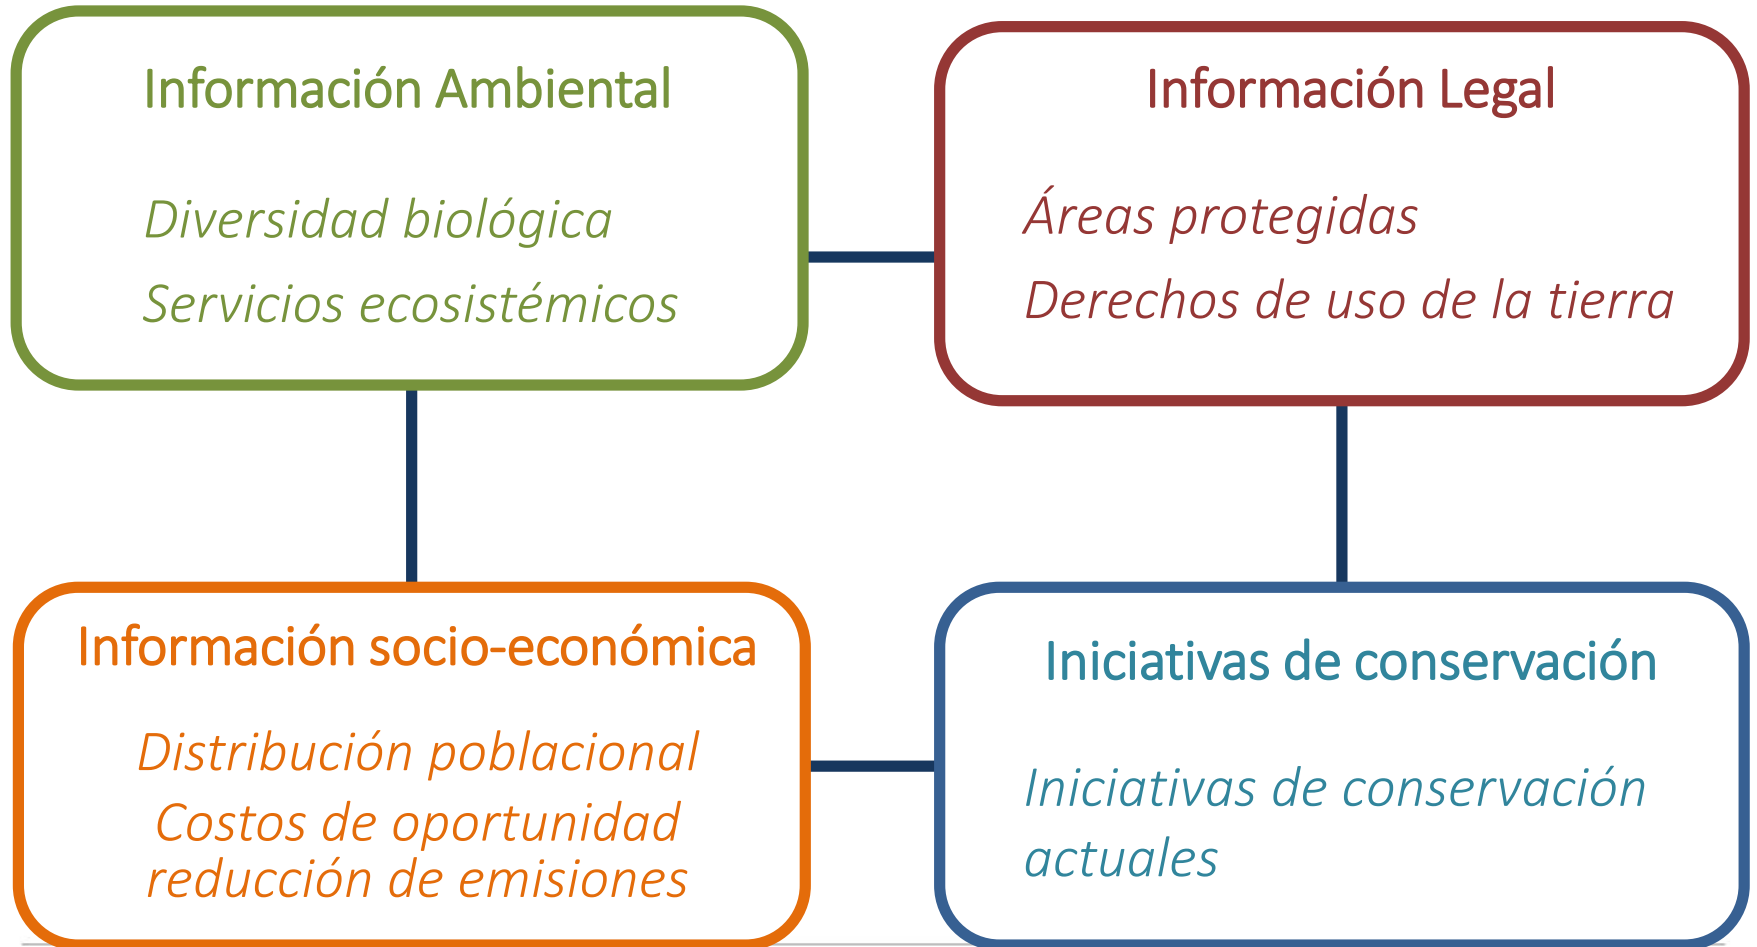 Información Ambiental
Diversidad biológica
Servicios ecosistémicos
Información Legal
Áreas protegidas
Derechos de uso de la tierra
Información socio-económica
Distribución poblacional
Costos de oportunidad
reducción de emisiones
Iniciativas de conservación
Iniciativas de conservación
actuales